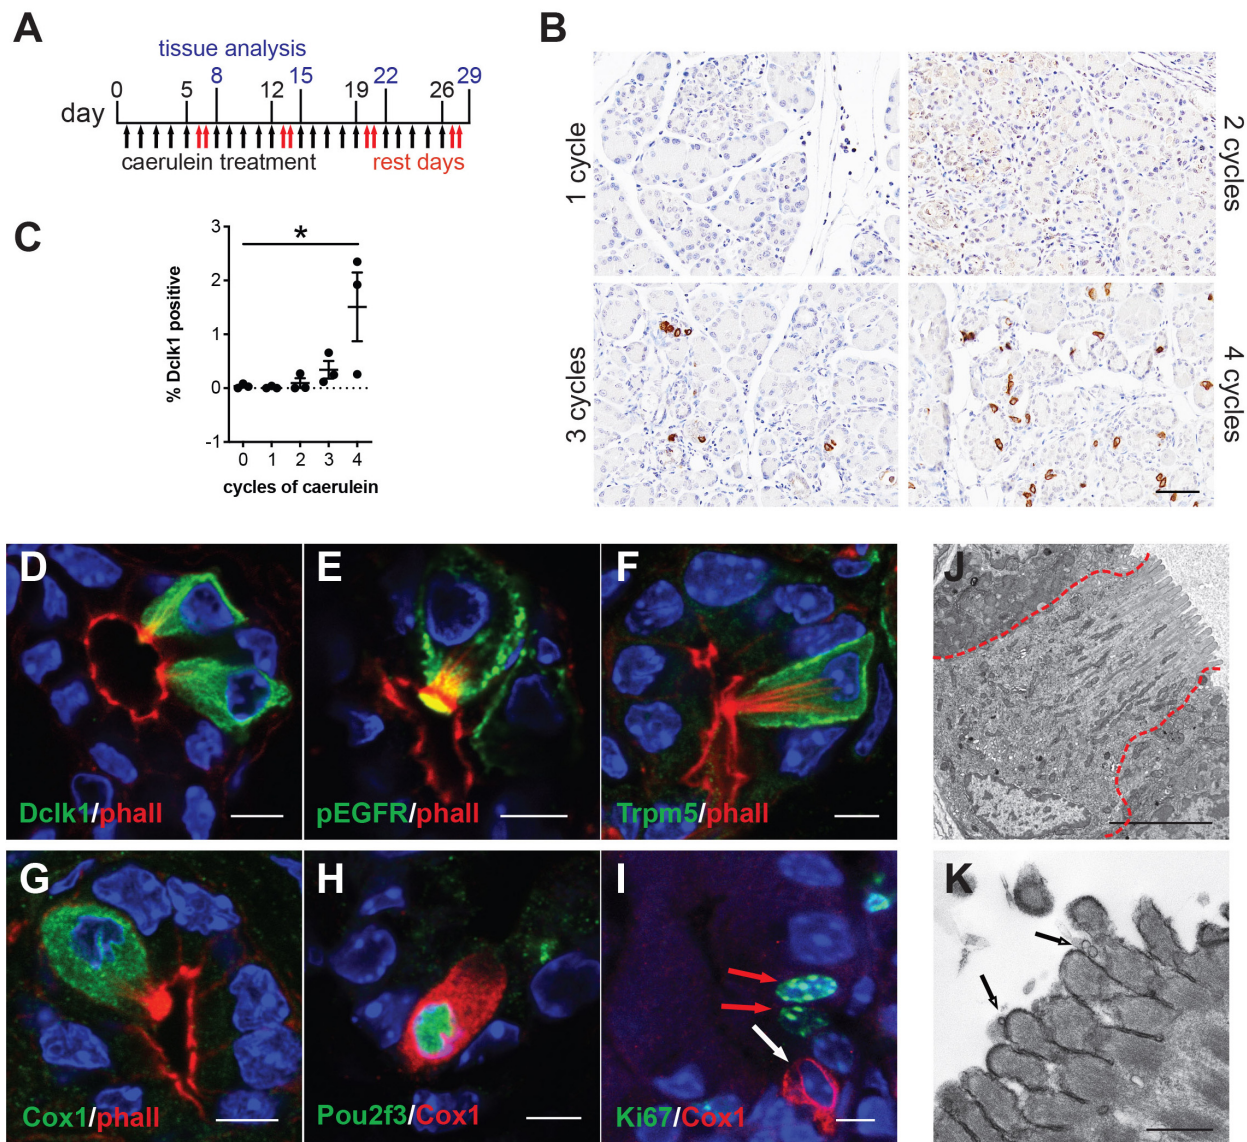 A
tissue analysis
8 15 22 29
0 5 12 19 26
day
caerulein treatment rest days
B
1 cycle
2 cycles
3 cycles
4 cycles
C
% Dclk1 positive
3
*
2
1
0
-1
0 1 2 3 4
cycles of caerulein
D
Dclk1/phall
E
pEGFR/phall
F
Trpm5/phall
G
Cox1/phall
H
Pou2f3/Cox1
I
Ki67/Cox1
J
K